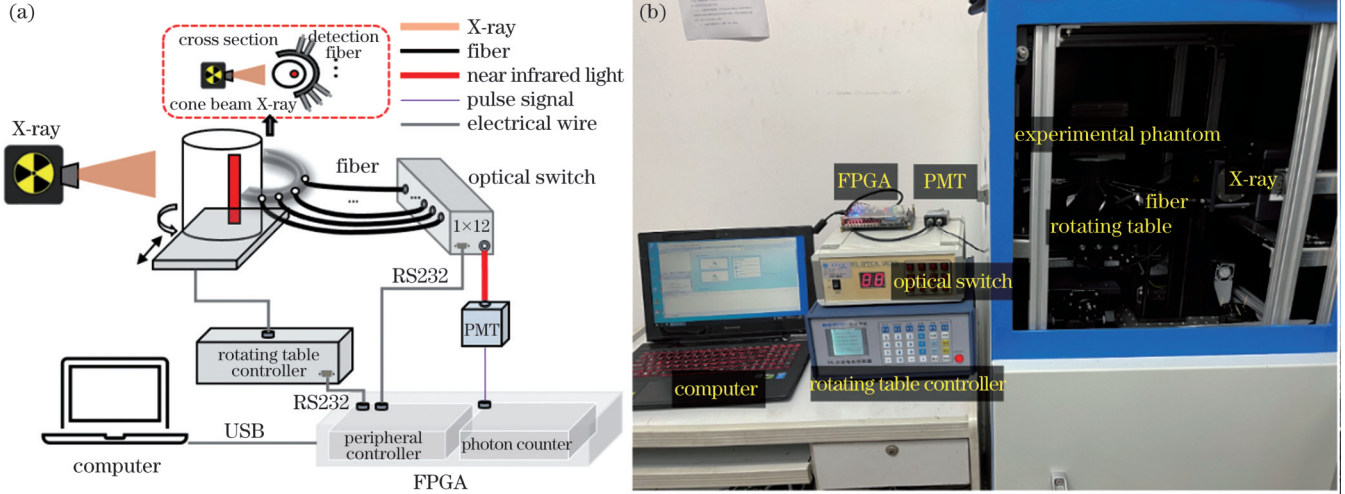 (a)
cross section
detection
fiber
...
cone beam X-ray
X-ray
fiber
near infrared light
pulse signal
electrical wire
X-ray
fiber
...
...
optical switch
1×12
RS232
PMT
rotating table
controller
RS232
USB
computer
peripheral
controller
photon counter
FPGA
(b)
experimental phantom
FPGA
PMT
X-ray
fiber
rotating table
optical switch
88
computer
rotating table controller